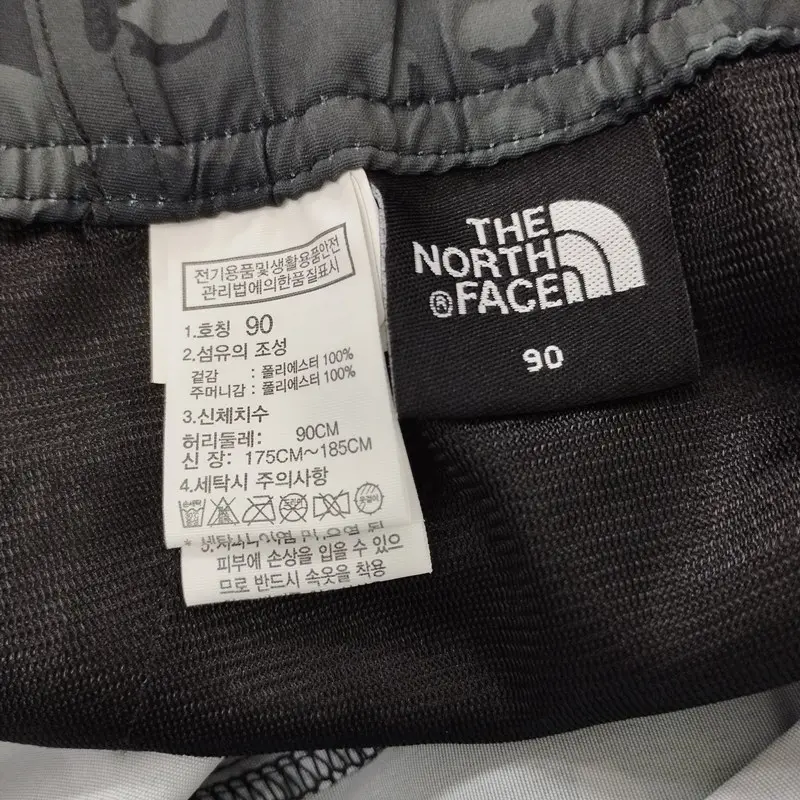 전기용품및생활용품안전
관리법에의한품질표시
1.호칭 90
2.섬유의 조성
겉감 : 폴리에스터 100%
주머니감 : 폴리에스터 100%
3.신체치수
허리둘레: 90CM
신 장: 175CM~185CM
4.세탁시 주의사항
피부에 손상을 입을 수 있으
므로 반드시 속옷을 착용
THE
NORTH
® FACE
90